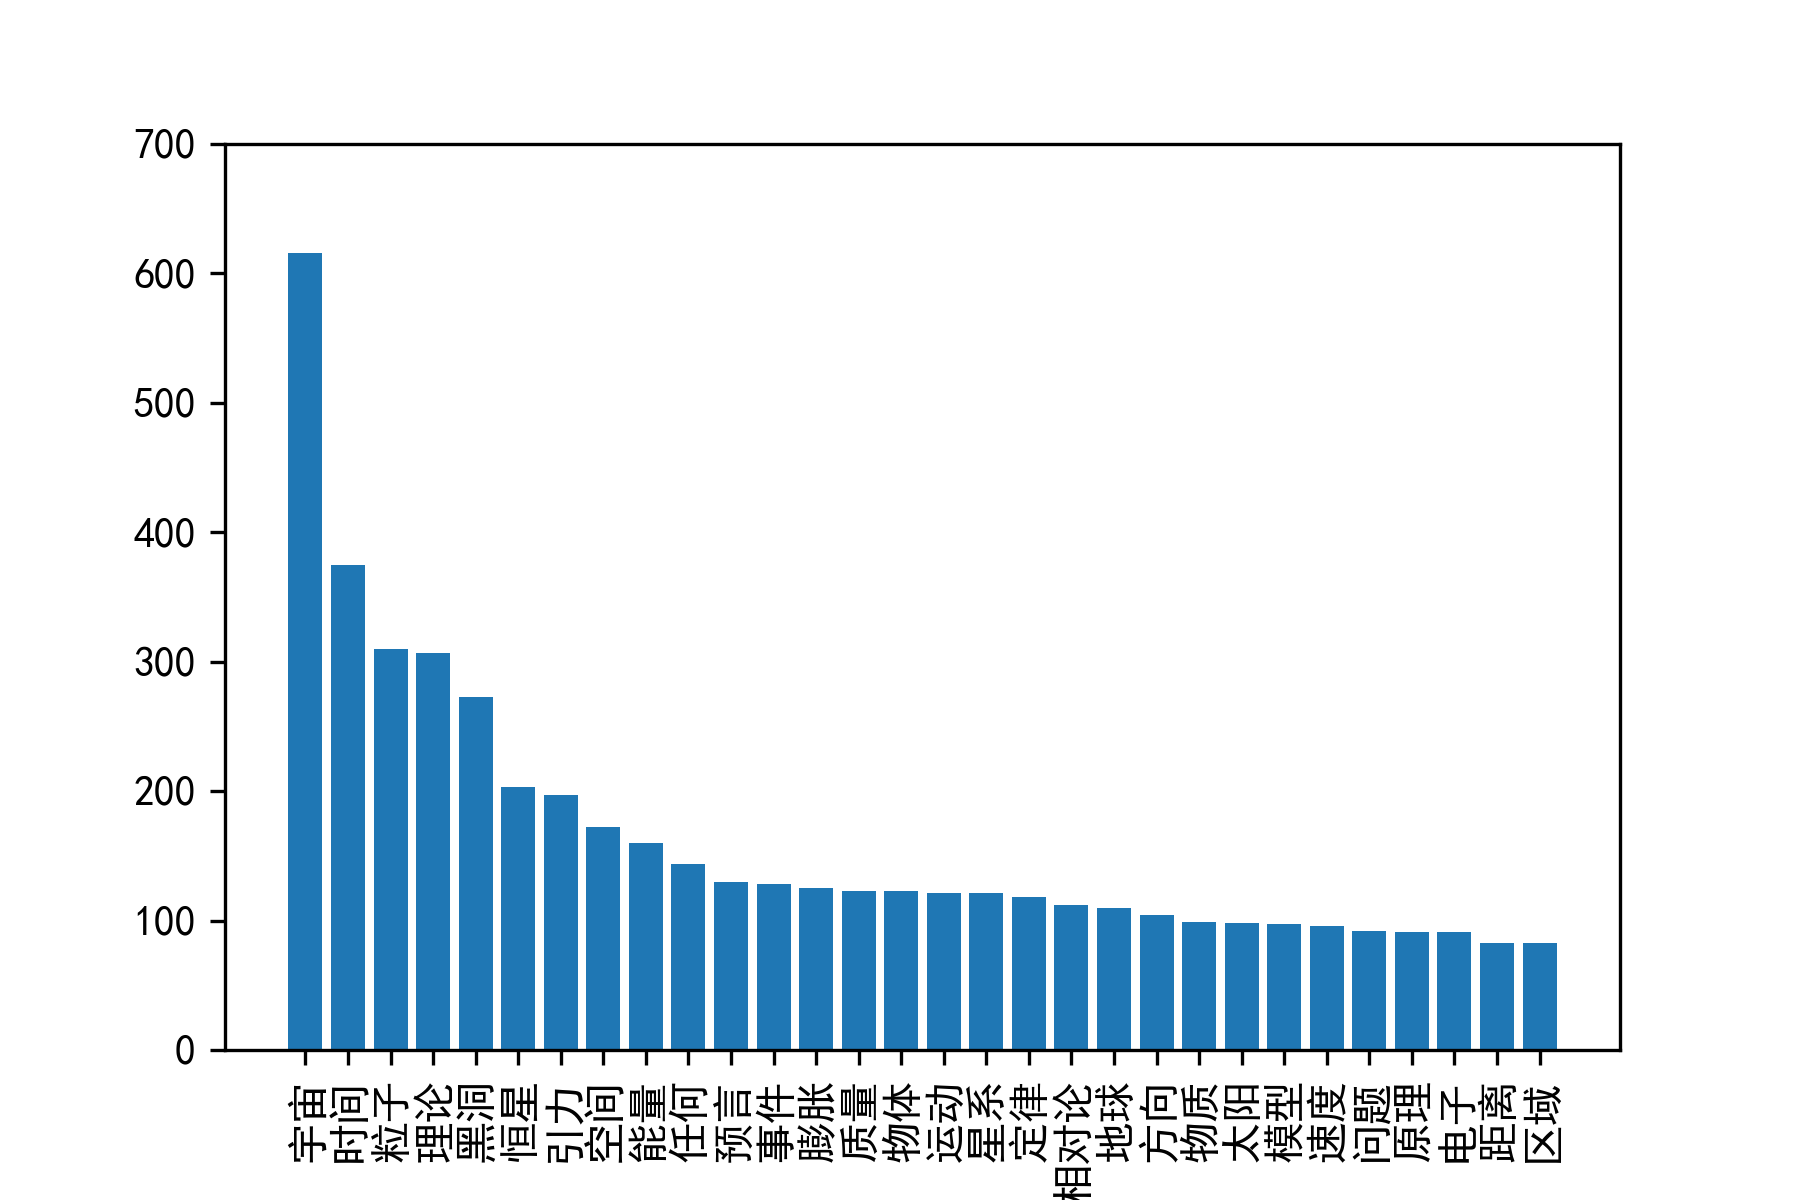 700
600
500
400
300
200
100
0
宇宙
时间
粒子
理论
黑洞
恒星
引力
空间
能量
任何
预言
事件
膨胀
质量
物体
运动
星系
定律
相对论
地球
方向
物质
太阳
模型
速度
问题
原理
电子
距离
区域